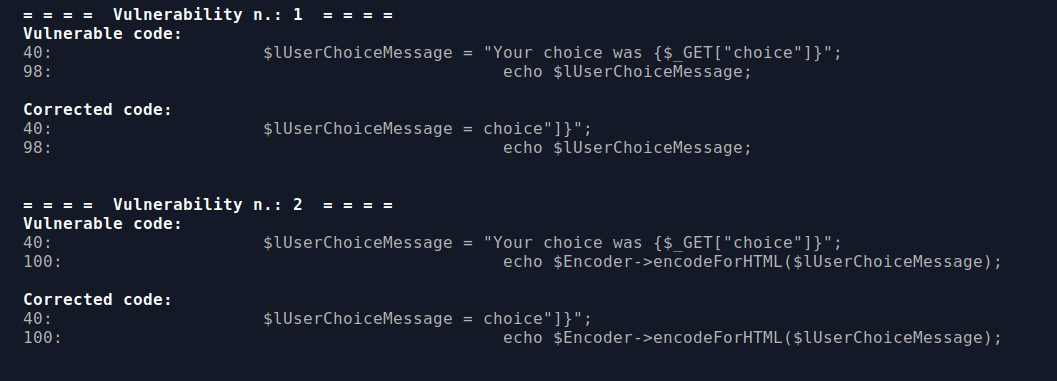 = = = =  Vulnerability n.: 1  = = = =
Vulnerable code:
40:                     $lUserChoiceMessage = "Your choice was {$_GET["choice"]}";
98:                                             echo $lUserChoiceMessage;

Corrected code:
40:                     $lUserChoiceMessage = choice"]}";
98:                                             echo $lUserChoiceMessage;


= = = =  Vulnerability n.: 2  = = = =
Vulnerable code:
40:                     $lUserChoiceMessage = "Your choice was {$_GET["choice"]}";
100:                                            echo $Encoder->encodeForHTML($lUserChoiceMessage);

Corrected code:
40:                     $lUserChoiceMessage = choice"]}";
100:                                            echo $Encoder->encodeForHTML($lUserChoiceMessage);